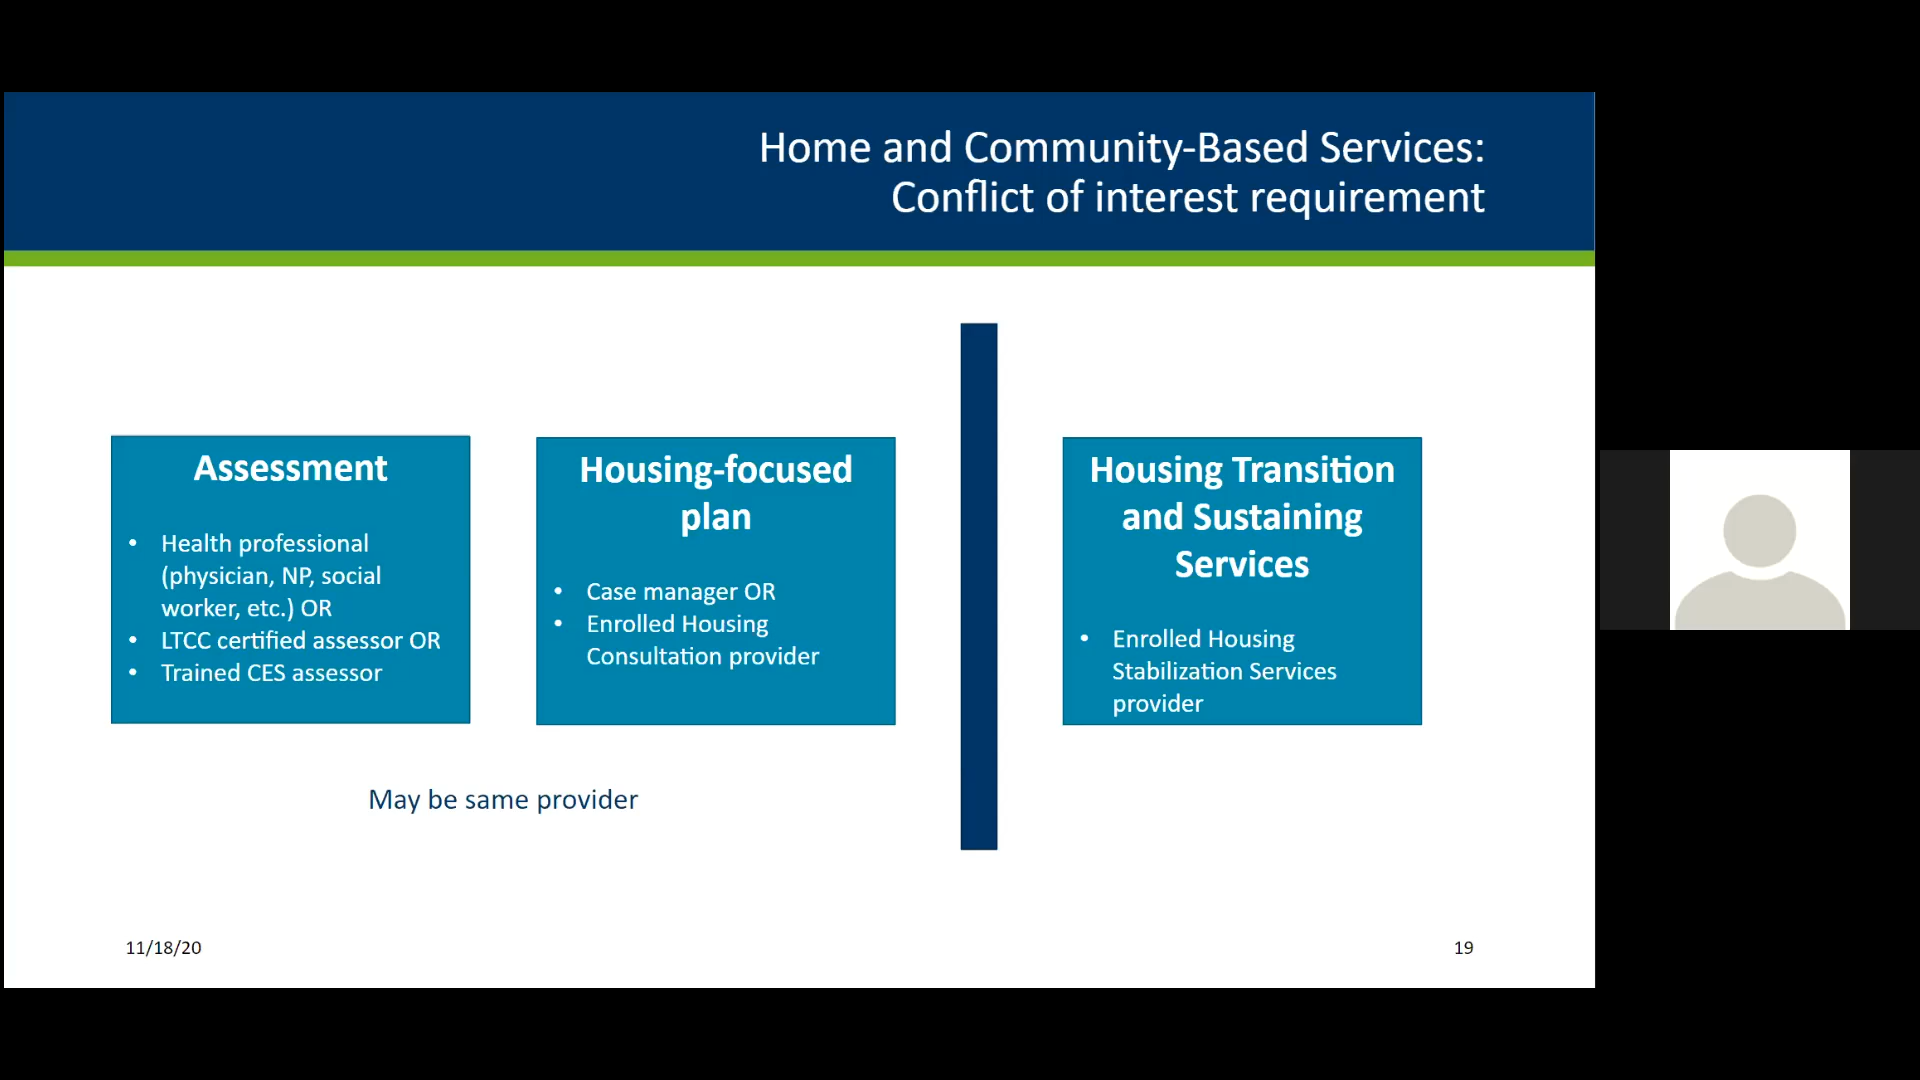 Home and Community-Based Services:
Conflict of interest requirement
Assessment
• Health professional
(physician, NP, social
worker, etc.) OR
• LTCC certified assessor OR
• Trained CES assessor
Housing-focused
plan
• Case manager OR
• Enrolled Housing
Consultation provider
Housing Transition
and Sustaining
Services
• Enrolled Housing
Stabilization Services
provider
May be same provider
11/18/20
19